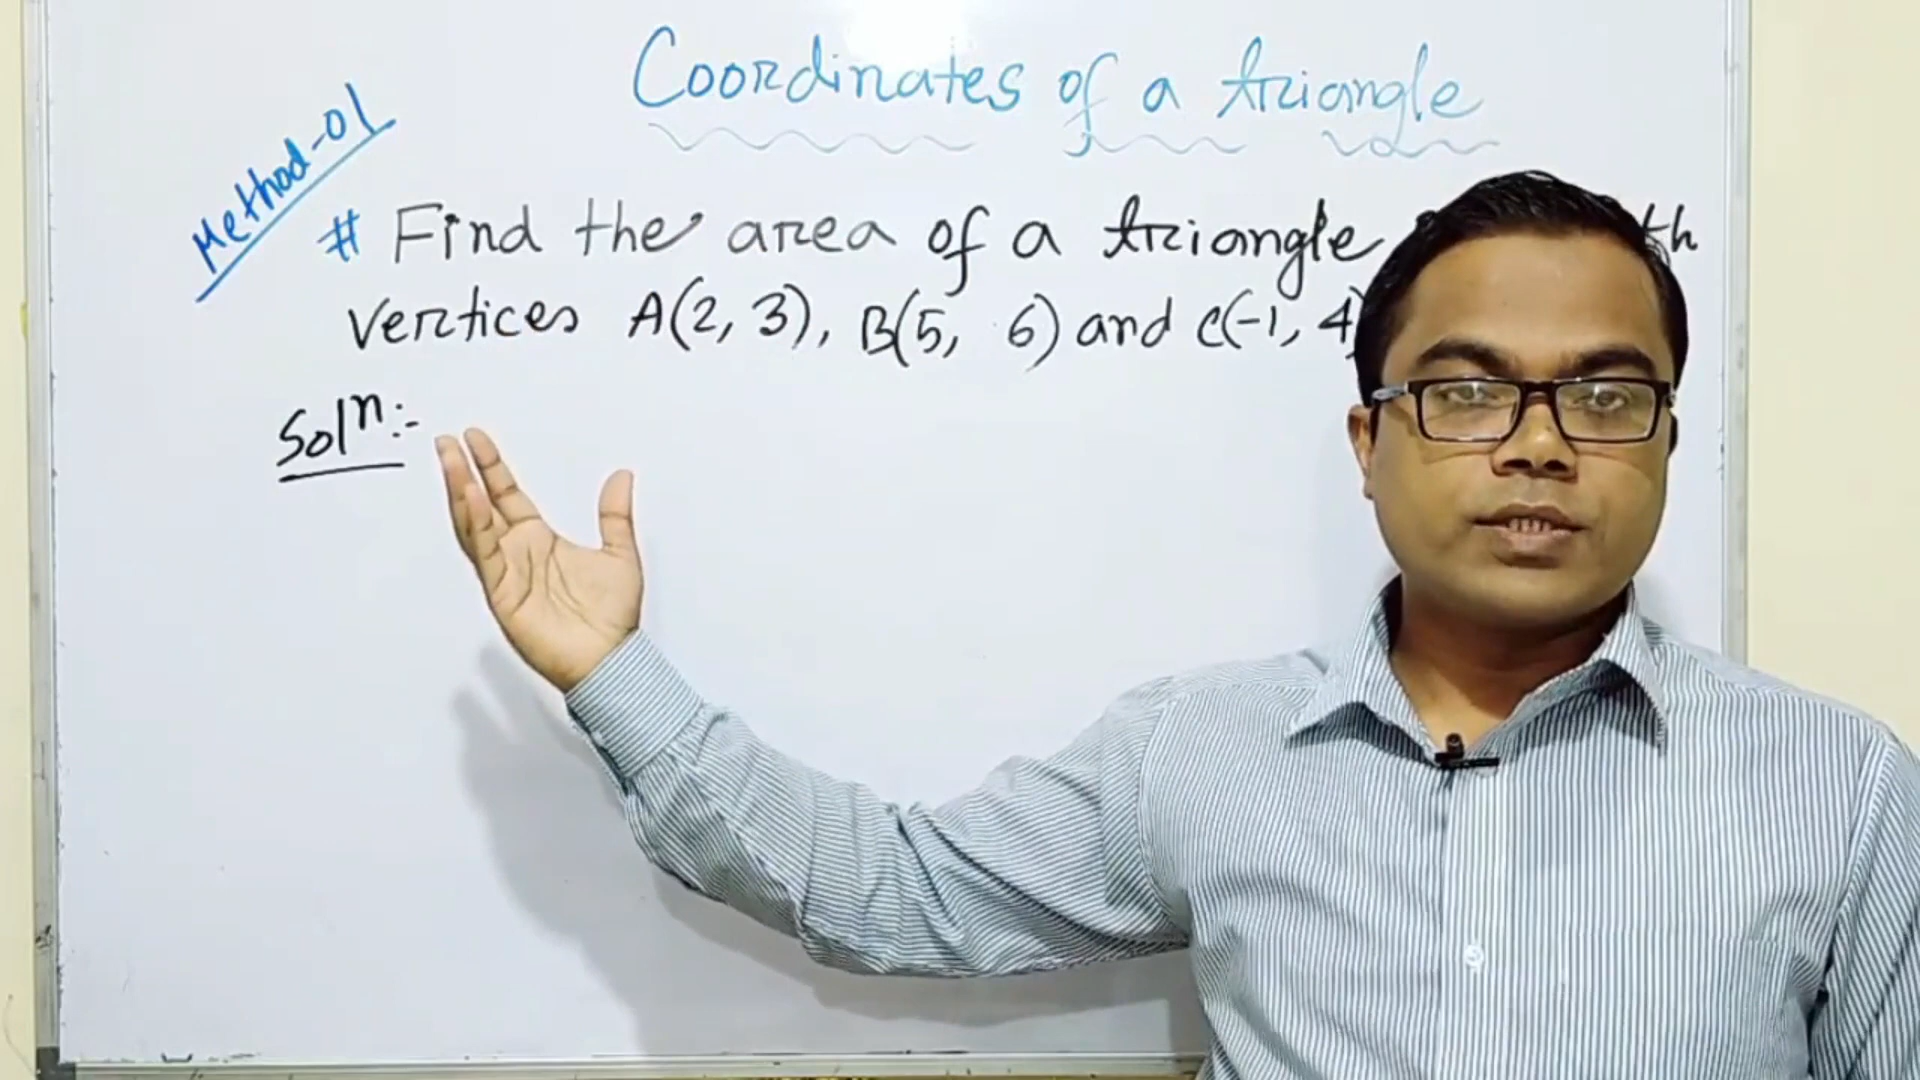 Coordinates of a triangle
Method-01
# Find the area of a triangle th
vertices A(2, 3), B(5, 6) and C(-1, 4)
Solⁿ:-